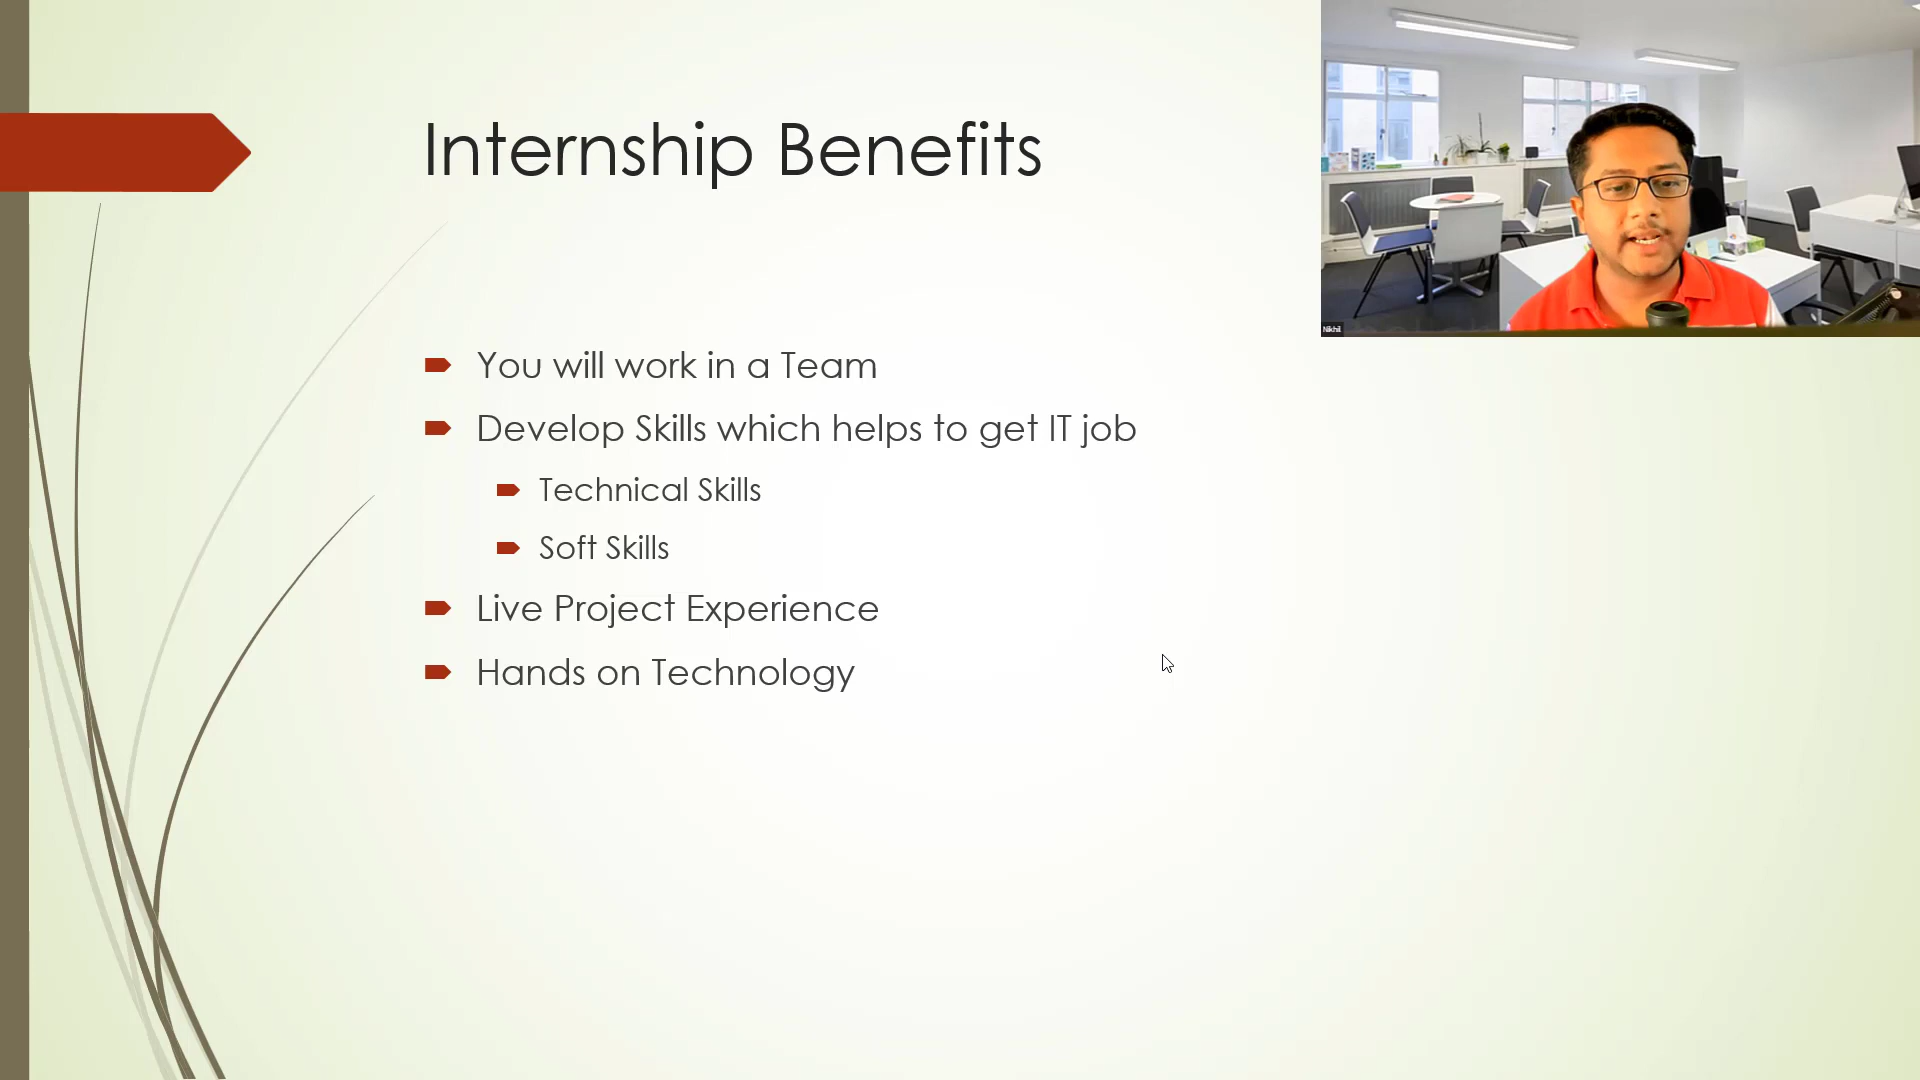 Internship Benefits
You will work in a Team
Develop Skills which helps to get IT job
Technical Skills
Soft Skills
Live Project Experience
Hands on Technology
Nikhil